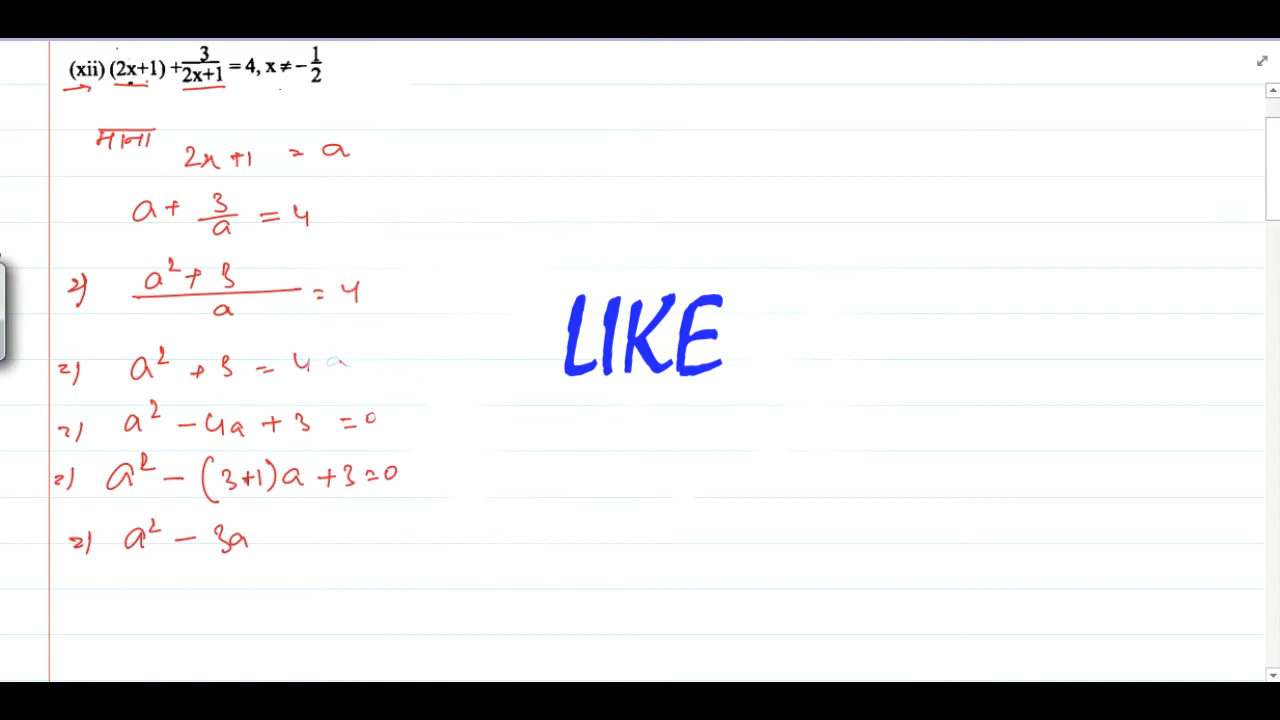 (xii) (2x+1) + 3/(2x+1) = 4, x ≠ − 1/2
माना 2x + 1 = a
a + 3/a = 4
⇒) (a² + 3)/a = 4
⇒) a² + 3 = 4a
⇒) a² − 4a + 3 = 0
⇒) a² − (3+1)a + 3 = 0
⇒) a² − 3a
LIKE